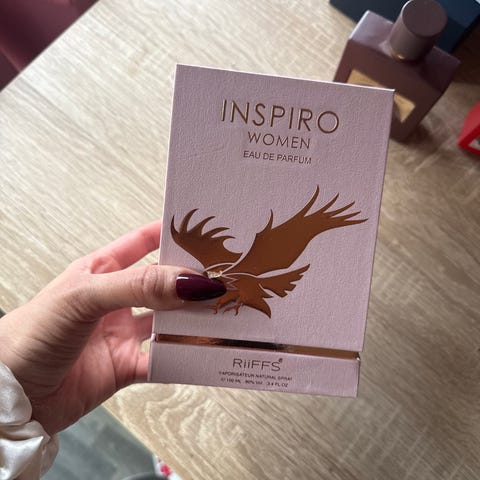 INSPIRO
WOMEN
EAU DE PARFUM
RiiFFS
VAPORISATEUR NATURAL SPRAY
℮ 100 ML 80% Vol. 3.4 FL.OZ